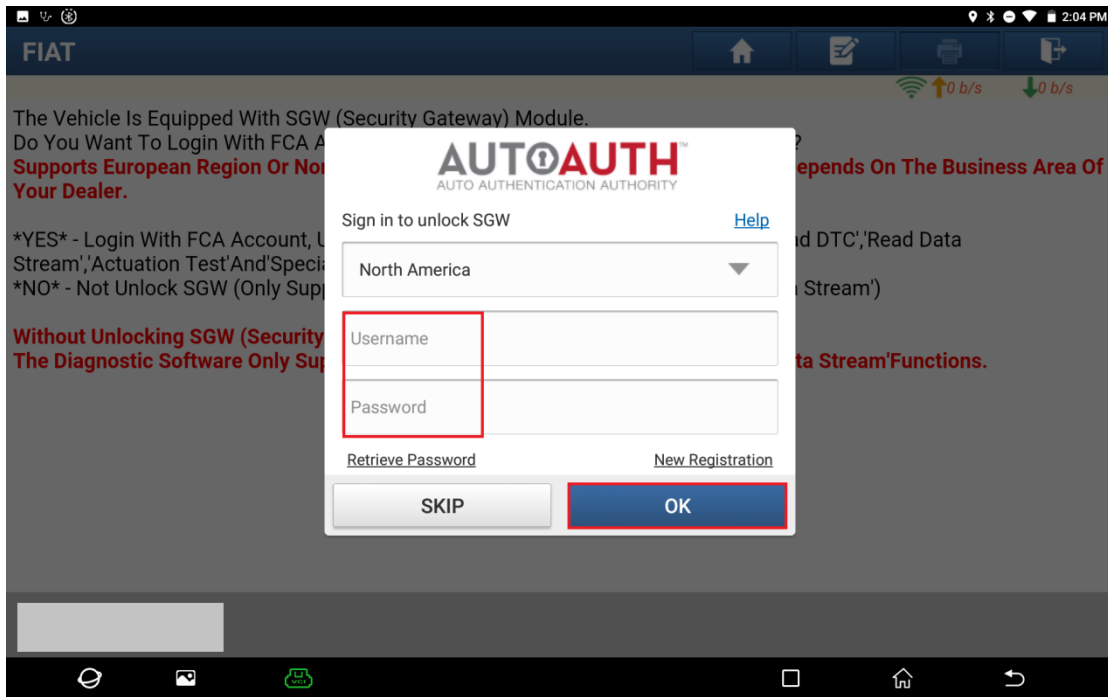 2:04 PM
FIAT
0 b/s 0 b/s
The Vehicle Is Equipped With SGW (Security Gateway) Module.
Do You Want To Login With FCA A ?
Supports European Region Or Nor epends On The Business Area Of
Your Dealer.
*YES* - Login With FCA Account, U d DTC','Read Data
Stream','Actuation Test'And'Specia
*NO* - Not Unlock SGW (Only Supp Stream')
Without Unlocking SGW (Security
The Diagnostic Software Only Sup ta Stream'Functions.
AUTOAUTH™
AUTO AUTHENTICATION AUTHORITY
Sign in to unlock SGW Help
North America
Username
Password
Retrieve Password New Registration
SKIP OK
VCI